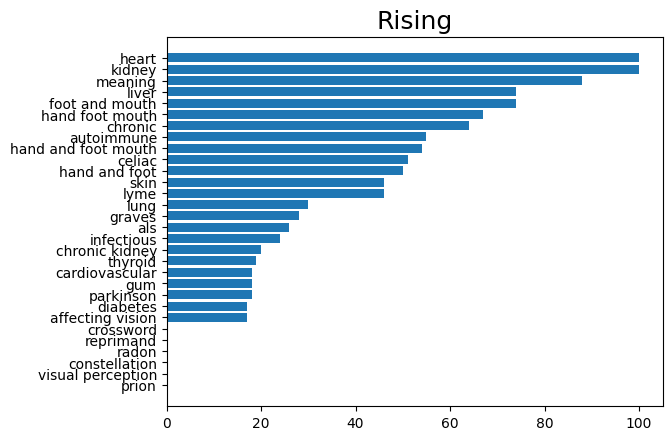 Rising
heart
kidney
meaning
liver
foot and mouth
hand foot mouth
chronic
autoimmune
hand and foot mouth
celiac
hand and foot
skin
lyme
lung
graves
als
infectious
chronic kidney
thyroid
cardiovascular
gum
parkinson
diabetes
affecting vision
crossword
reprimand
radon
constellation
visual perception
prion
0 20 40 60 80 100